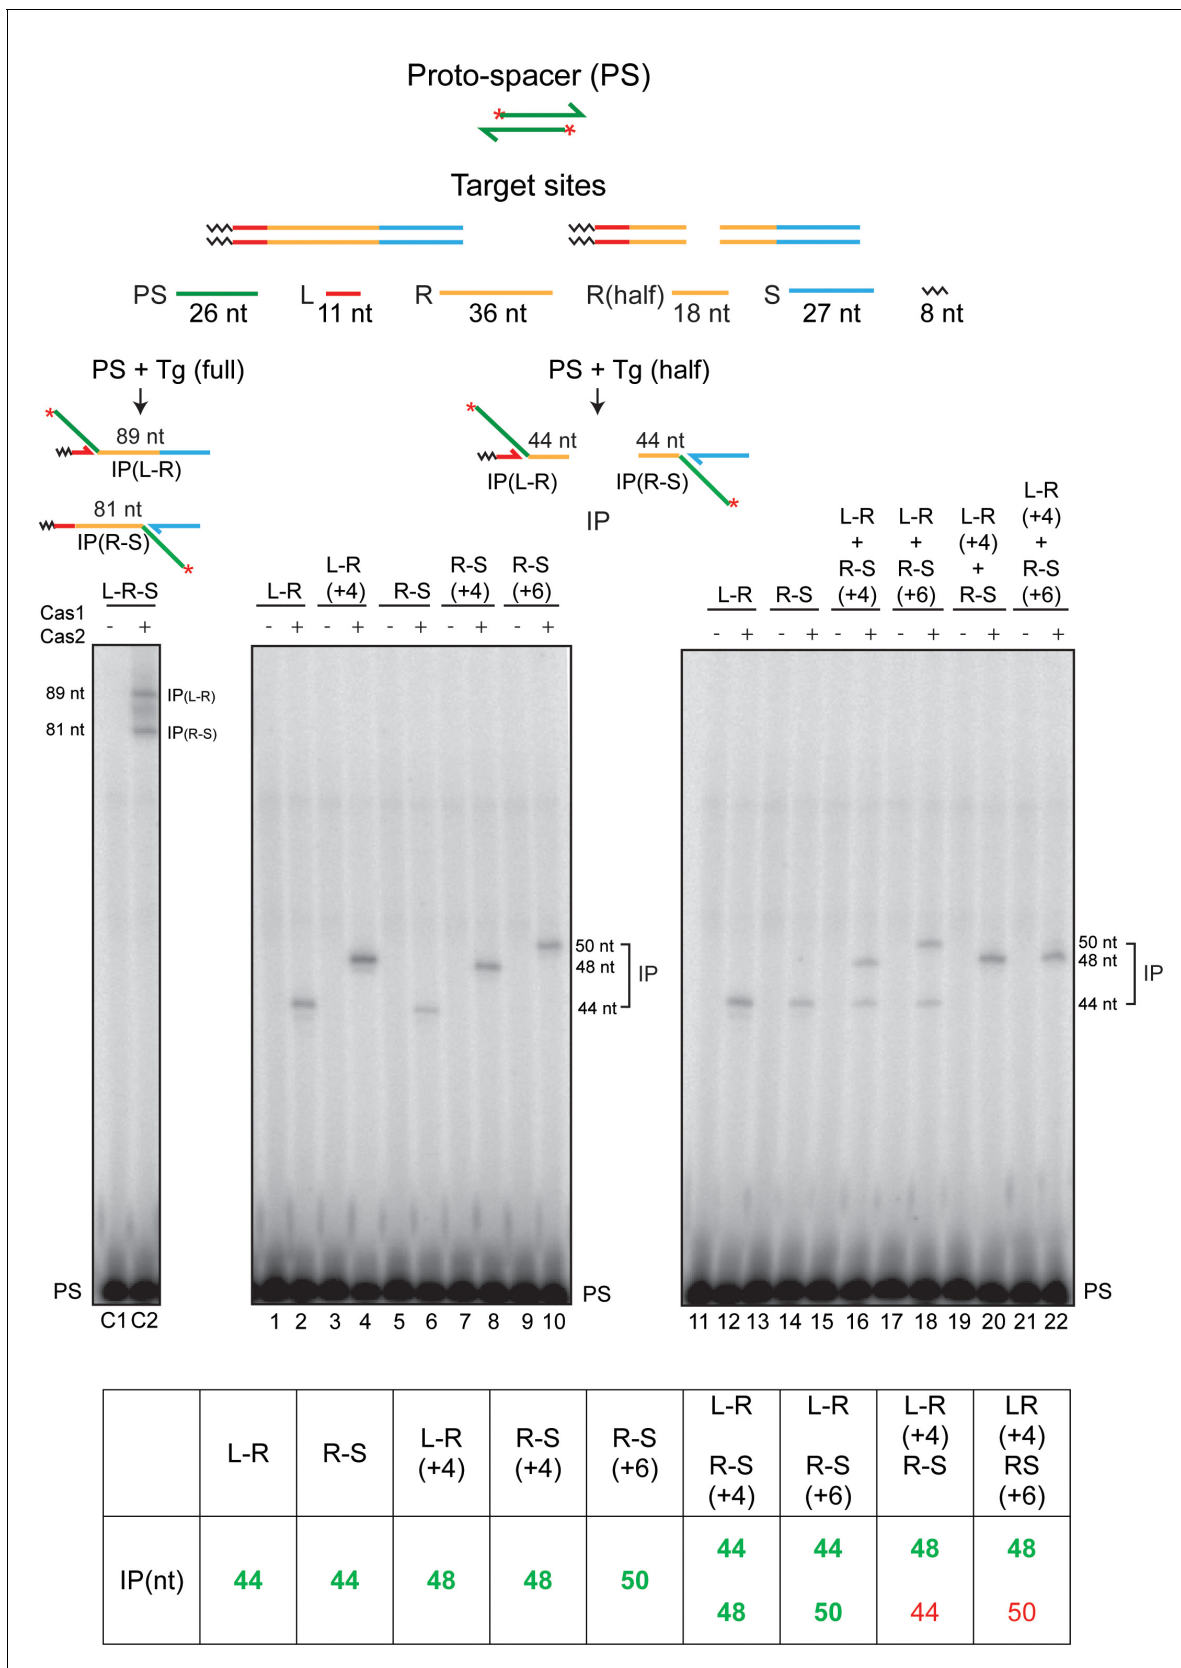 Proto-spacer (PS)
* *
Target sites
PS 26 nt
L 11 nt
R 36 nt
R(half) 18 nt
S 27 nt
8 nt
PS + Tg (full)
*
89 nt
IP(L-R)
81 nt
IP(R-S)
*
PS + Tg (half)
*
44 nt
IP(L-R)
44 nt
IP(R-S)
*
IP
L-R-S
Cas1
Cas2
- +
89 nt
81 nt
IP(L-R)
IP(R-S)
PS
C1 C2
L-R
L-R
(+4)
R-S
R-S
(+4)
R-S
(+6)
- + - + - + - + - +
50 nt
48 nt
44 nt
IP
PS
1 2 3 4 5 6 7 8 9 10
L-R
R-S
L-R
+
R-S
(+4)
L-R
+
R-S
(+6)
L-R
(+4)
+
R-S
L-R
(+4)
+
R-S
(+6)
- + - + - + - + - + - +
50 nt
48 nt
44 nt
IP
PS
11 12 13 14 15 16 17 18 19 20 21 22
L-R
R-S
L-R
(+4)
R-S
(+4)
R-S
(+6)
L-R
R-S
(+4)
L-R
R-S
(+6)
L-R
(+4)
R-S
LR
(+4)
RS
(+6)
IP(nt) 44 44 48 48 50
44 44 48 48
48 50 44 50